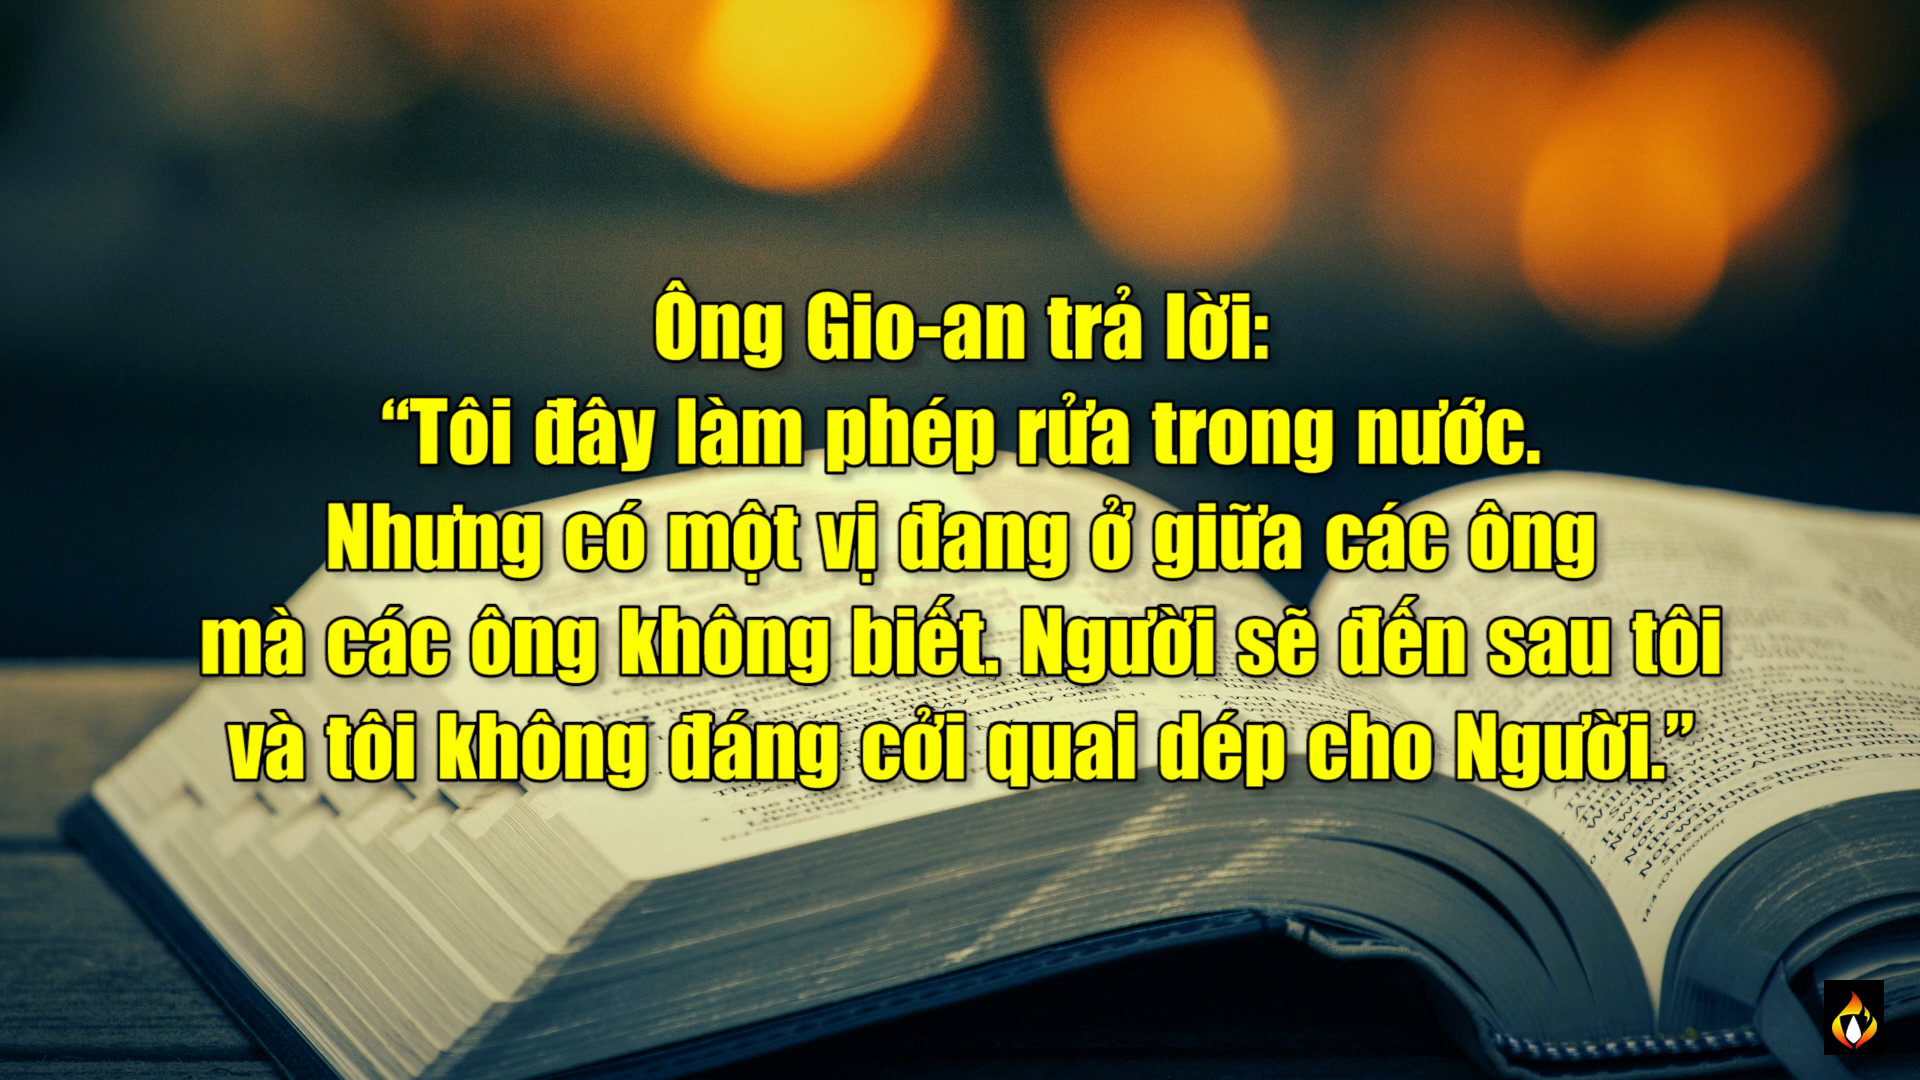 Ông Gio-an trả lời:
“Tôi đây làm phép rửa trong nước.
Nhưng có một vị đang ở giữa các ông
mà các ông không biết. Người sẽ đến sau tôi
và tôi không đáng cởi quai dép cho Người.”